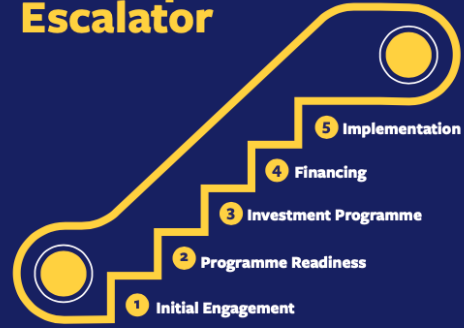 Escalator
5 Implementation
4 Financing
3 Investment Programme
2 Programme Readiness
1 Initial Engagement